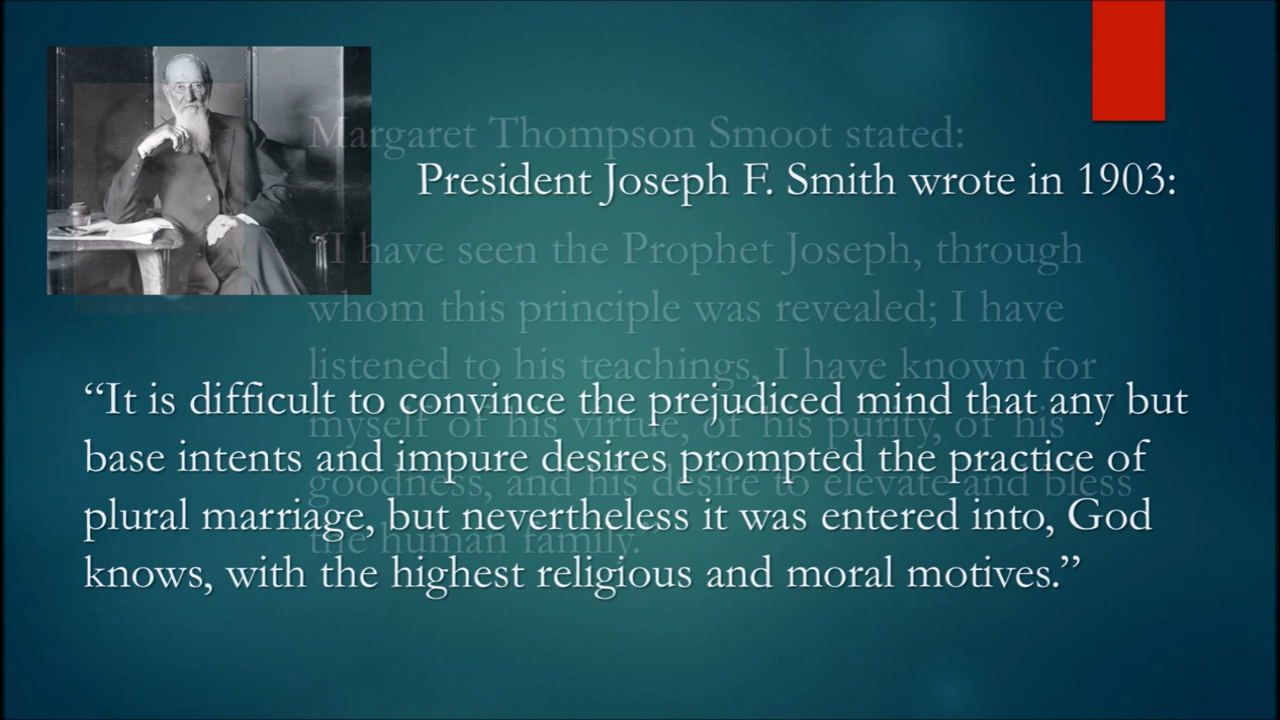 Margaret Thompson Smoot stated:
President Joseph F. Smith wrote in 1903:
“I have seen the Prophet Joseph, through
whom this principle was revealed; I have
listened to his teachings, I have known for
myself of his virtue, of his purity, of his
goodness, and his desire to elevate and bless
the human family.”
“It is difficult to convince the prejudiced mind that any but
base intents and impure desires prompted the practice of
plural marriage, but nevertheless it was entered into, God
knows, with the highest religious and moral motives.”